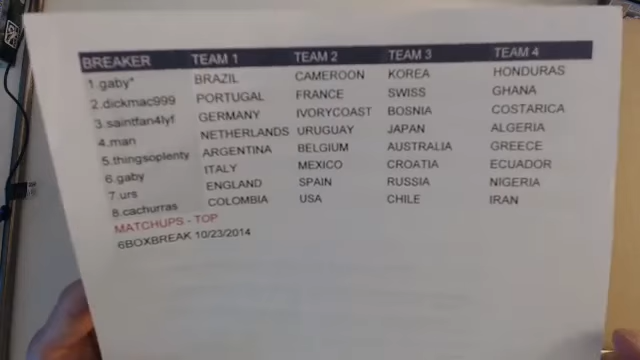 BREAKER TEAM 1 TEAM 2 TEAM 3 TEAM 4
1.gaby* BRAZIL CAMEROON KOREA HONDURAS
2.dickmac999 PORTUGAL FRANCE SWISS GHANA
3.saintfan4lyf GERMANY IVORYCOAST BOSNIA COSTARICA
4.man NETHERLANDS URUGUAY JAPAN ALGERIA
5.thingsoplenty ARGENTINA BELGIUM AUSTRALIA GREECE
6.gaby ITALY MEXICO CROATIA ECUADOR
7.urs ENGLAND SPAIN RUSSIA NIGERIA
8.cachurras COLOMBIA USA CHILE IRAN
MATCHUPS - TOP
6BOXBREAK 10/23/2014